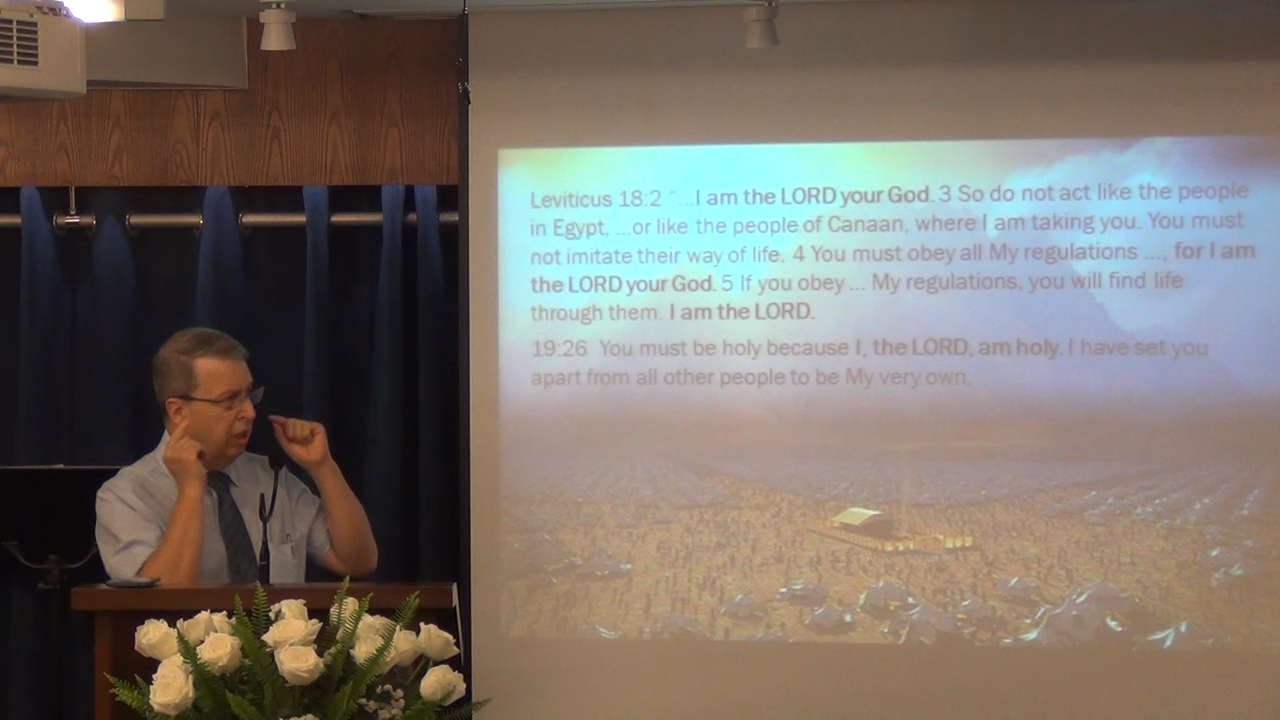 Leviticus 18:2 "...I am the LORD your God. 3 So do not act like the people
in Egypt, ...or like the people of Canaan, where I am taking you. You must
not imitate their way of life. 4 You must obey all My regulations ..., for I am
the LORD your God. 5 If you obey ... My regulations, you will find life
through them. I am the LORD.
19:26 You must be holy because I, the LORD, am holy. I have set you
apart from all other people to be My very own.